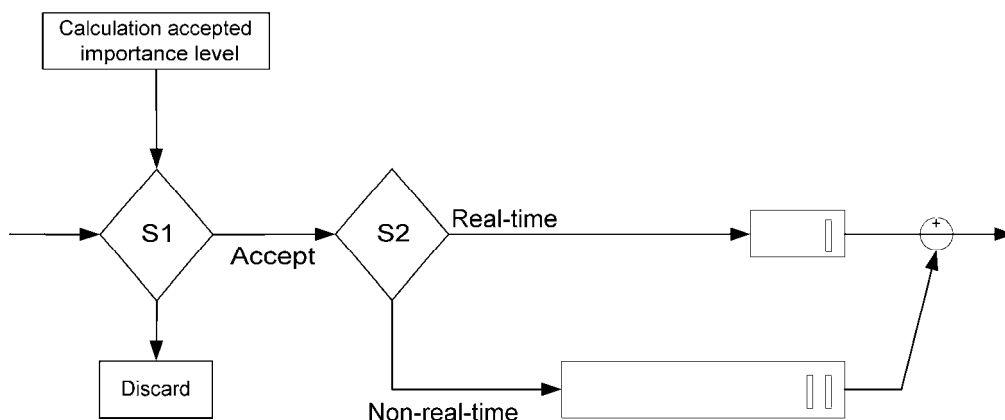 Calculation accepted
importance level
S1
Accept
S2
Real-time
+
Discard
Non-real-time